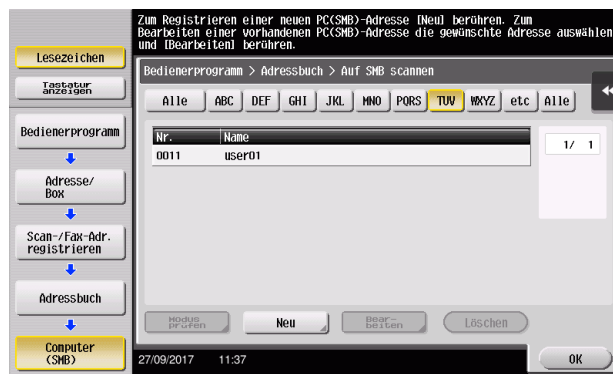 Zum Registrieren einer neuen PC(SMB)-Adresse [Neu] berühren. Zum
Bearbeiten einer vorhandenen PC(SMB)-Adresse die gewünschte Adresse auswählen
und [Bearbeiten] berühren.
Lesezeichen
Tastatur
anzeigen
Bedienerprogramm
Adresse/
Box
Scan-/Fax-Adr.
registrieren
Adressbuch
Computer
(SMB)
Bedienerprogramm > Adressbuch > Auf SMB scannen
Alle ABC DEF GHI JKL MNO PQRS TUV WXYZ etc Alle
Nr. Name
0011 user01
1/ 1
Modus
prüfen
Neu
Bear-
beiten
Löschen
27/09/2017 11:37
OK